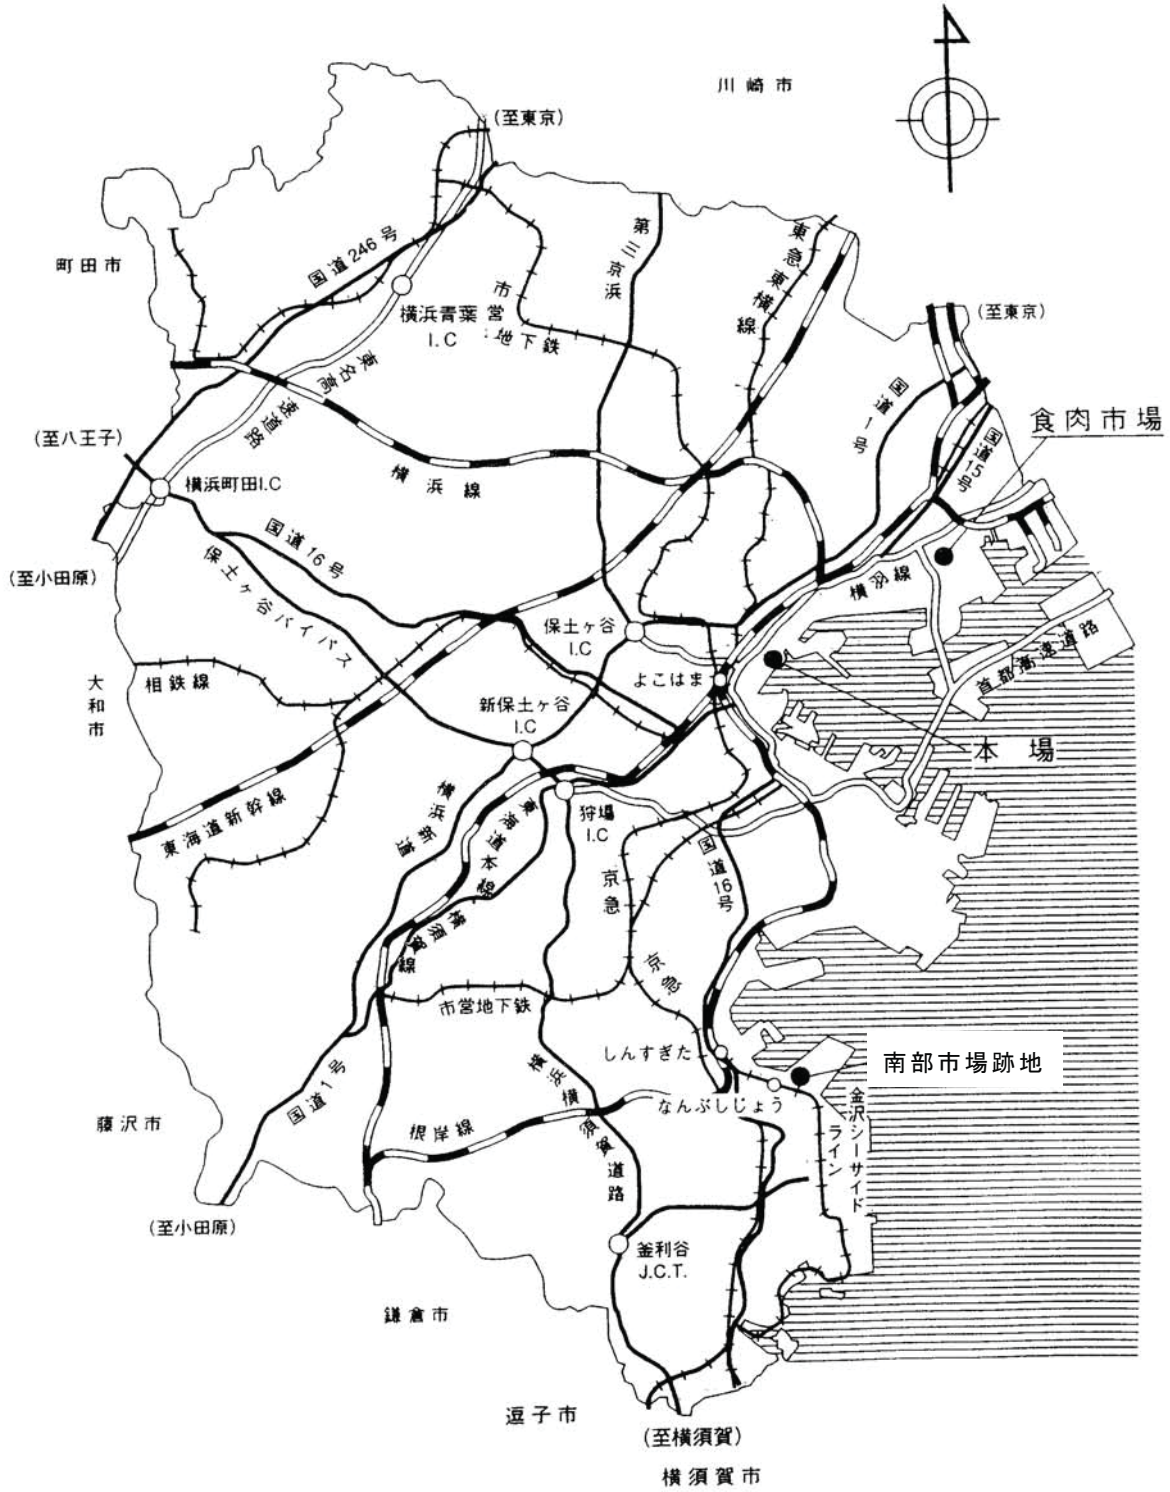 川崎市
(至東京)
町田市
国道246号
第三京浜
東急東横線
横浜青葉
I.C
市営地下鉄
(至東京)
東名高速道路
国道1号
食肉市場
国道15号
(至八王子)
横浜町田I.C
横浜線
国道16号
保土ヶ谷バイパス
(至小田原)
横羽線
保土ヶ谷
I.C
首都高速道路
相鉄線
大和市
よこはま
新保土ヶ谷
I.C
本場
東海道新幹線
横浜新道
東海道本線
狩場
I.C
国道16号
京急
横須賀線
京急
市営地下鉄
しんすぎた
南部市場跡地
なんぶしじょう
国道1号
横浜横須賀道路
金沢シーサイド
ライン
藤沢市
根岸線
(至小田原)
釜利谷
J.C.T.
鎌倉市
逗子市
(至横須賀)
横須賀市